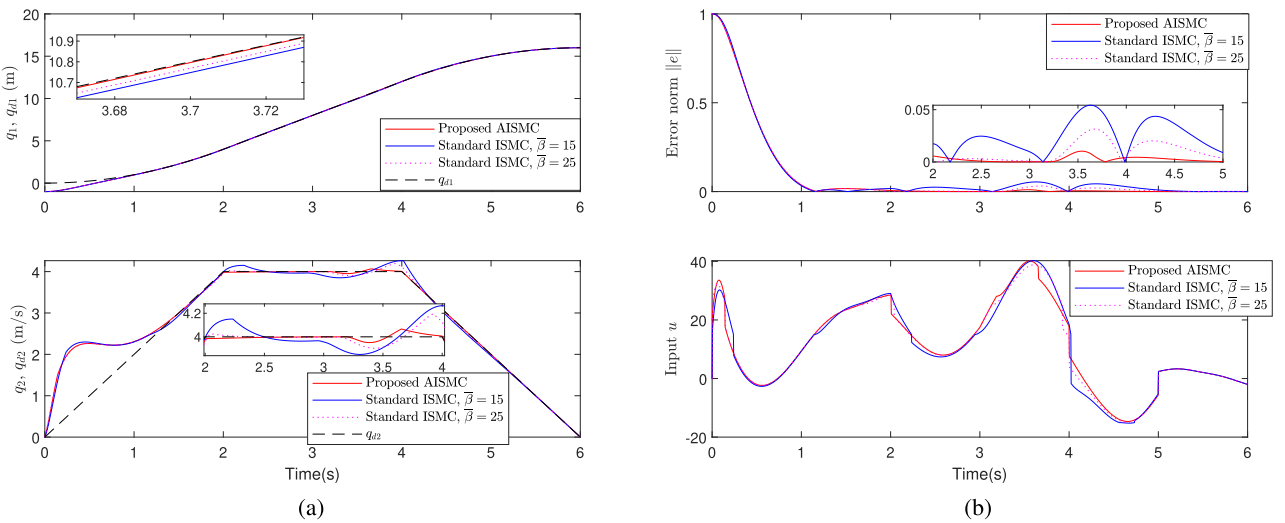 20
15
10
5
0
q₁, q_d1 (m)
10.9
10.8
10.7
3.68
3.7
3.72
Proposed AISMC
Standard ISMC, β̅ = 15
Standard ISMC, β̅ = 25
q_d1
0 1 2 3 4 5 6
4
3
2
1
0
q₂, q_d2 (m/s)
4.2
4
2 2.5 3 3.5 4
Proposed AISMC
Standard ISMC, β̅ = 15
Standard ISMC, β̅ = 25
q_d2
0 1 2 3 4 5 6
Time(s)
(a)
1
0.5
0
Error norm ||e||
Proposed AISMC
Standard ISMC, β̅ = 15
Standard ISMC, β̅ = 25
0.05
0
2 2.5 3 3.5 4 4.5 5
0 1 2 3 4 5 6
40
20
0
-20
Input u
Proposed AISMC
Standard ISMC, β̅ = 15
Standard ISMC, β̅ = 25
0 1 2 3 4 5 6
Time(s)
(b)